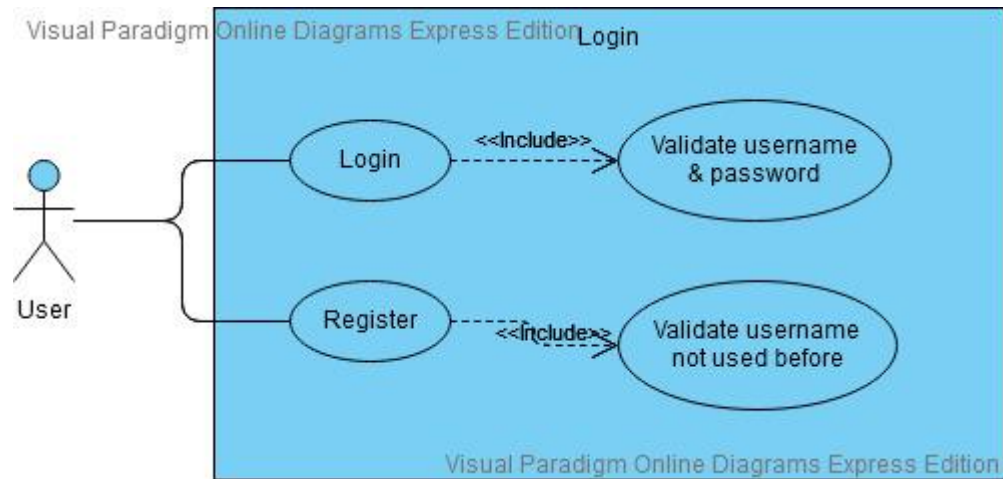 Visual Paradigm Online Diagrams Express Edition
Login
Login
<<Include>>
Validate username
& password
User
Register
<<Include>>
Validate username
not used before
Visual Paradigm Online Diagrams Express Edition